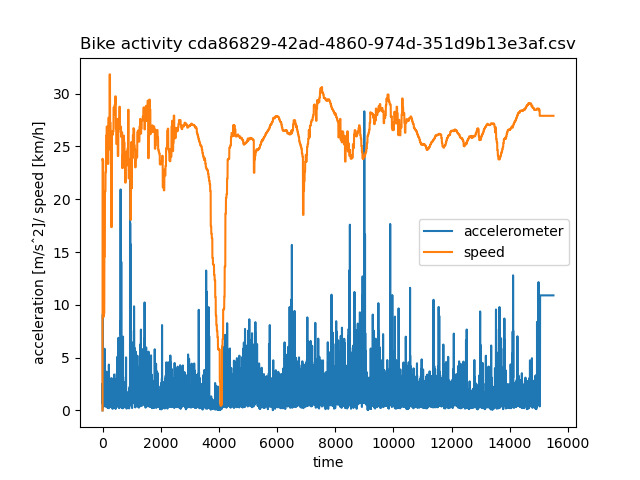 Bike activity cda86829-42ad-4860-974d-351d9b13e3af.csv
acceleration [m/s^2]/ speed [km/h]
30
25
20
15
10
5
0
accelerometer
speed
0 2000 4000 6000 8000 10000 12000 14000 16000
time